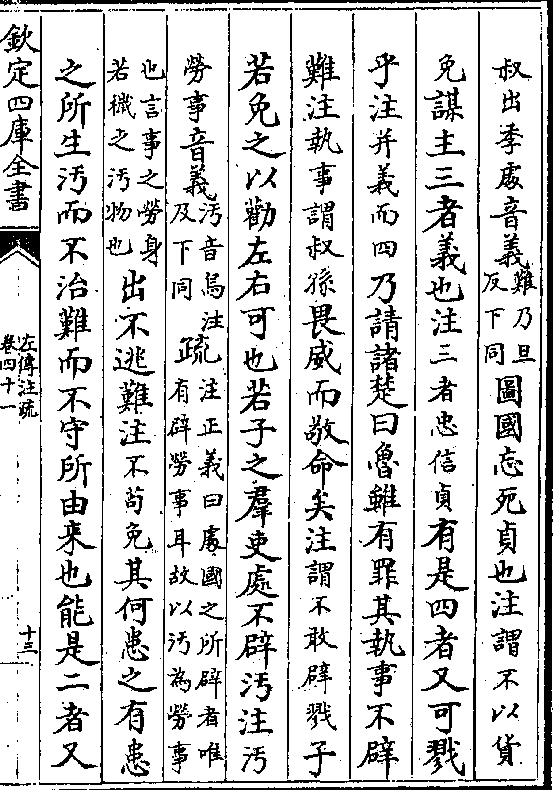 叔出季處音義難乃旦反下同圖國忘死貞也注謂不以貨
免謀主三者義也注三者忠信貞有是四者又可戮
乎注并義而四乃請諸楚曰魯雖有罪其執事不辟
難注執事謂叔孫畏威而敬命矣注謂不敢辟戮子
若免之以勸左右可也若子之羣吏處不辟污注污
勞事音義污音烏注及下同疏注正義曰處國之所辟者唯有辟勞事耳故以污為勞事
也言事之勞身若穢之污物也出不逃難注不苟免其何患之有患
之所生污而不治難而不守所由來也能是二者又
欽定四庫全書
左傳注疏
卷四十一
十三